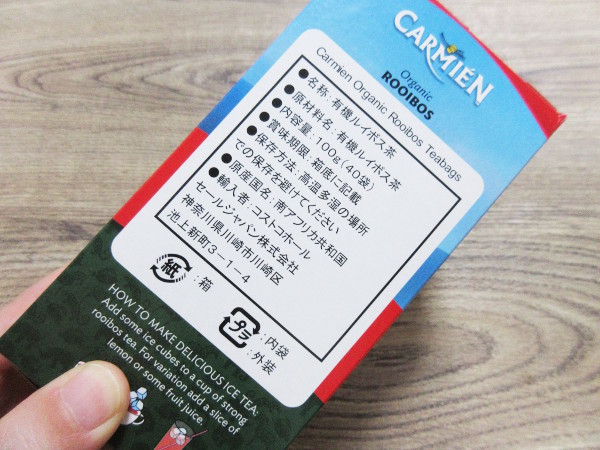 CARMIÉN
Organic
ROOIBOS
Carmien Organic Rooibos Teabags
●名称:有機ルイボス茶
●原材料名:有機ルイボス茶
●内容量:100g(40袋)
●賞味期限:箱底に記載
●保存方法:高温多湿の場所
での保存を避けてください
●原産国名:南アフリカ共和国
●輸入者:コストコホール
セールジャパン株式会社
神奈川県川崎市川崎区
池上新町3-1-4
紙:箱
プラ:内袋
:外装
HOW TO MAKE DELICIOUS ICE TEA:
Add some ice cubes to a cup of strong
rooibos tea. For variation add a slice of
lemon or some fruit juice.